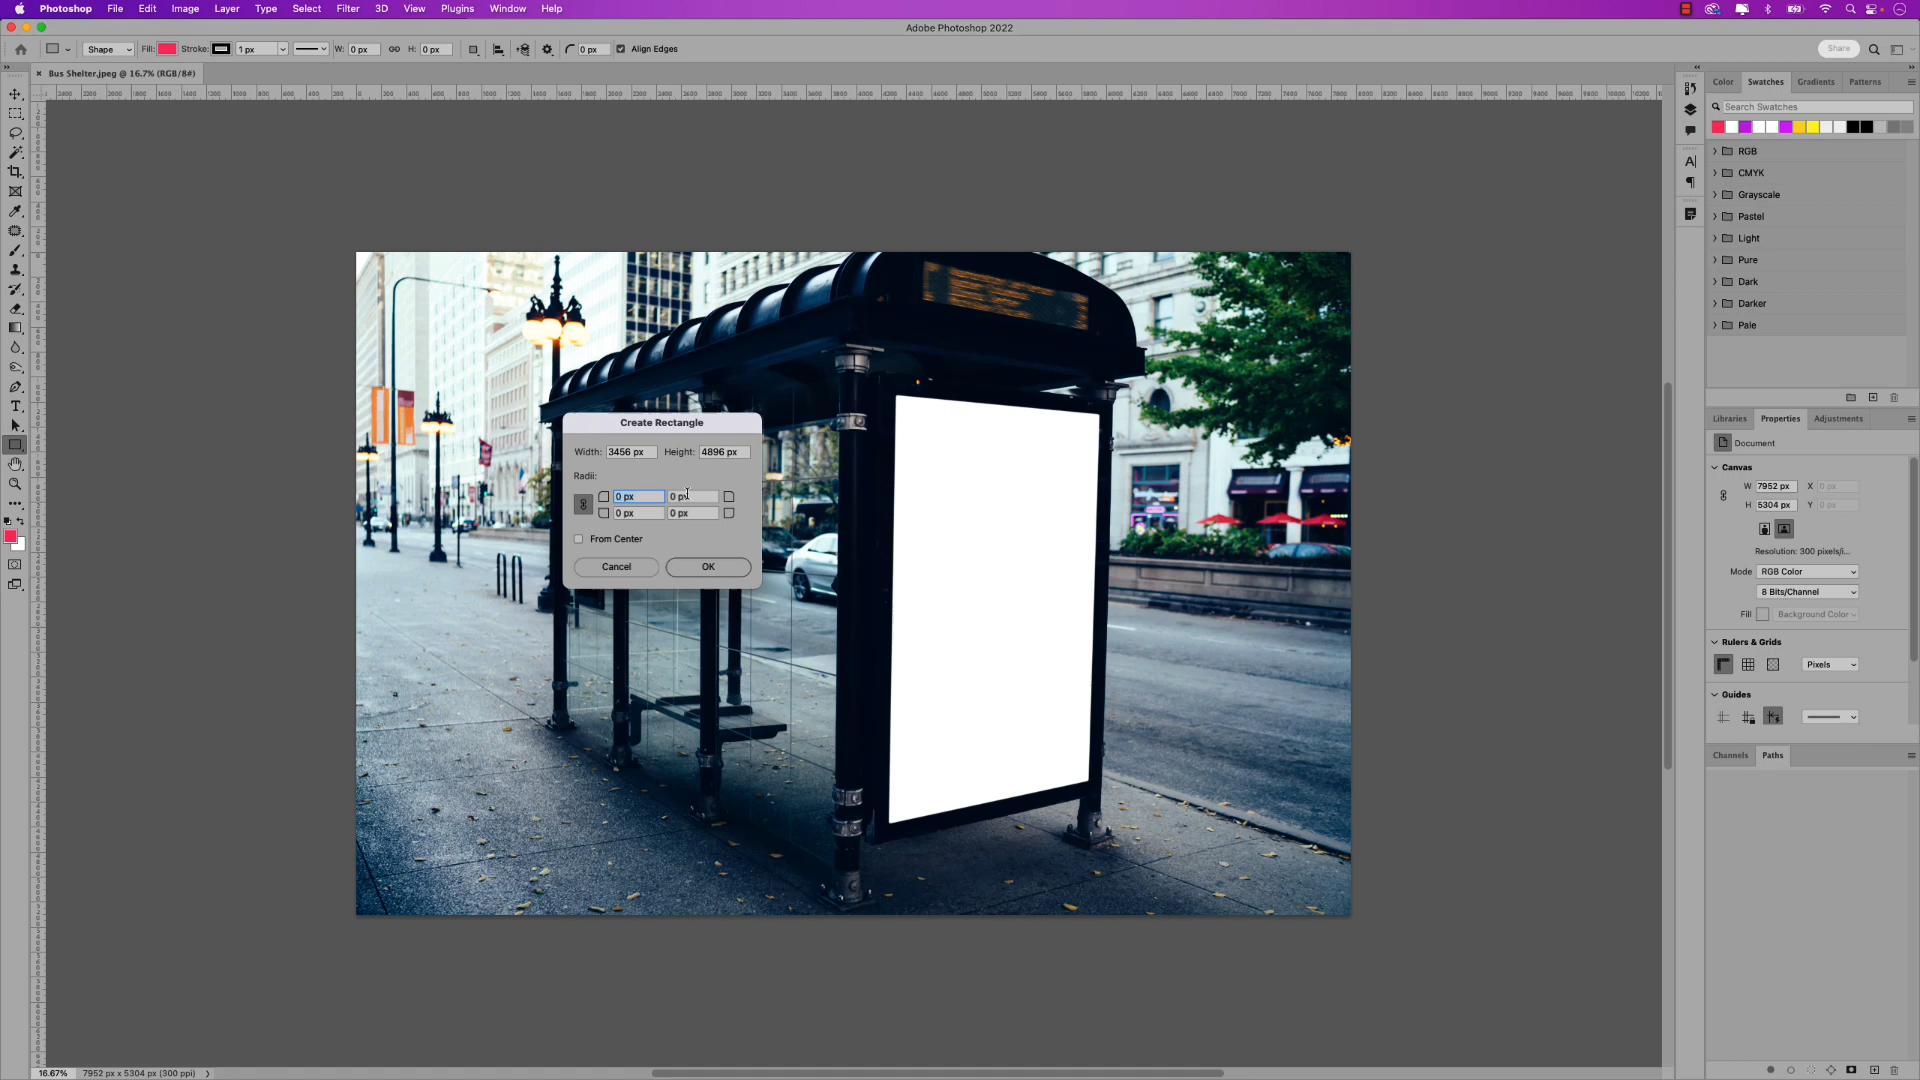 Photoshop File Edit Image Layer Type Select Filter 3D View Plugins Window Help
Adobe Photoshop 2022
Shape Fill: Stroke: 1 px W: 0 px H: 0 px 0 px Align Edges Share
Bus Shelter.jpeg @ 16.7% (RGB/8#)
Color Swatches Gradients Patterns
Search Swatches
RGB
CMYK
Grayscale
Pastel
Light
Pure
Dark
Darker
Pale
Create Rectangle
Width: 3456 px Height: 4896 px
Radii:
0 px 0 px
0 px 0 px
From Center
Cancel OK
Libraries Properties Adjustments
Document
Canvas
W 7952 px X 0 px
H 5304 px Y 0 px
Resolution: 300 pixels/i...
Mode RGB Color
8 Bits/Channel
Fill Background Color
Rulers & Grids
Pixels
Guides
Channels Paths
16.67% 7952 px x 5304 px (300 ppi)